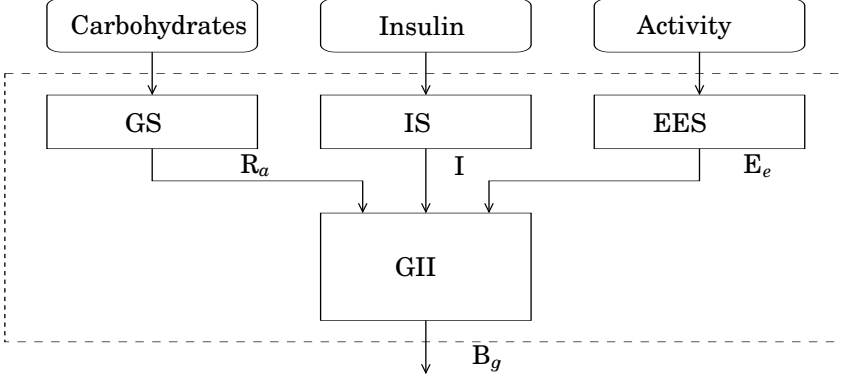 Carbohydrates
Insulin
Activity
GS
IS
EES
Rₐ
I
Eₑ
GII
B_g